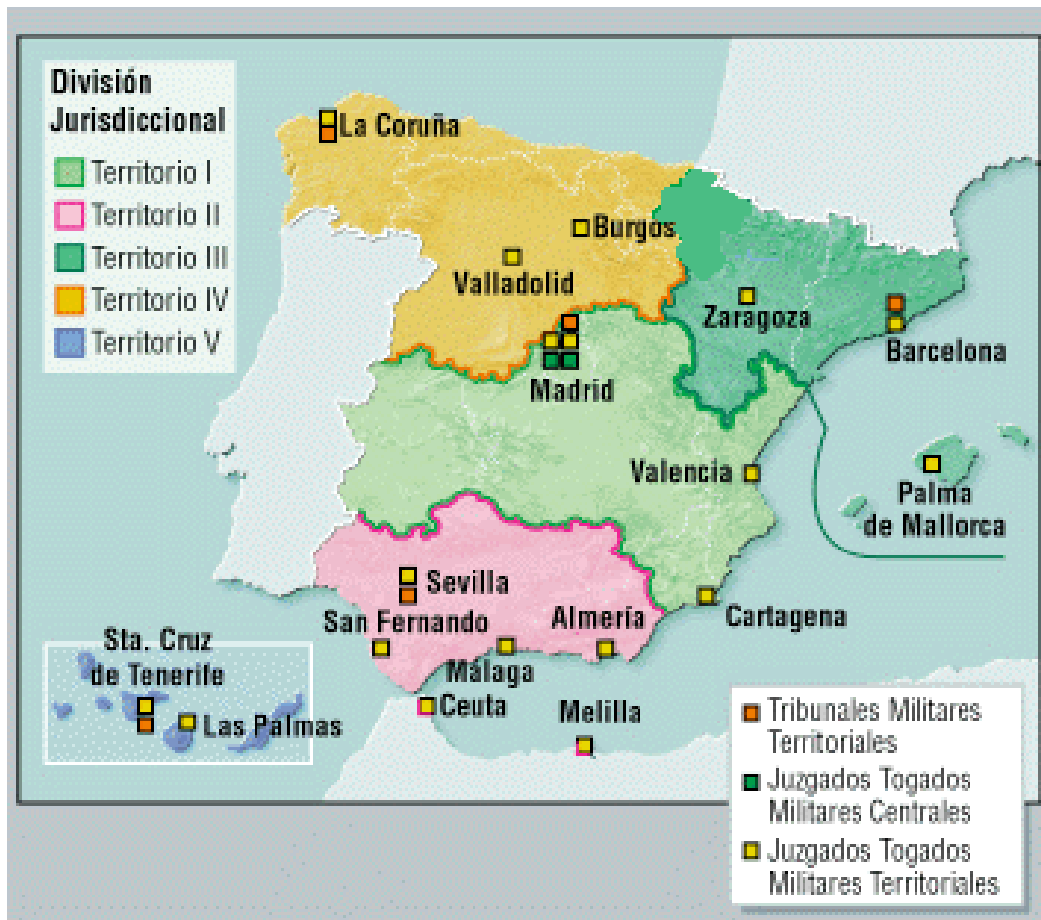 División
Jurisdiccional
Territorio I
Territorio II
Territorio III
Territorio IV
Territorio V
La Coruña
Burgos
Valladolid
Zaragoza
Barcelona
Madrid
Valencia
Palma
de Mallorca
Sevilla
San Fernando
Almería
Cartagena
Málaga
Ceuta
Melilla
Sta. Cruz
de Tenerife
Las Palmas
Tribunales Militares
Territoriales
Juzgados Togados
Militares Centrales
Juzgados Togados
Militares Territoriales